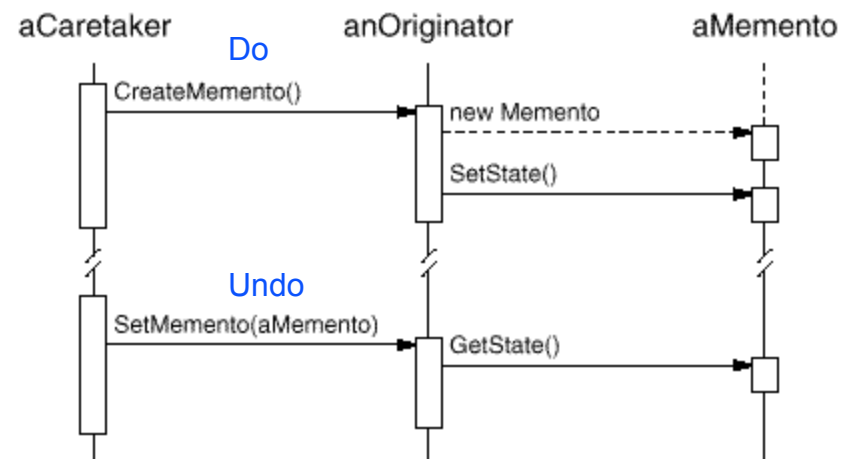 aCaretaker
anOriginator
aMemento
Do
CreateMemento()
new Memento
SetState()
Undo
SetMemento(aMemento)
GetState()